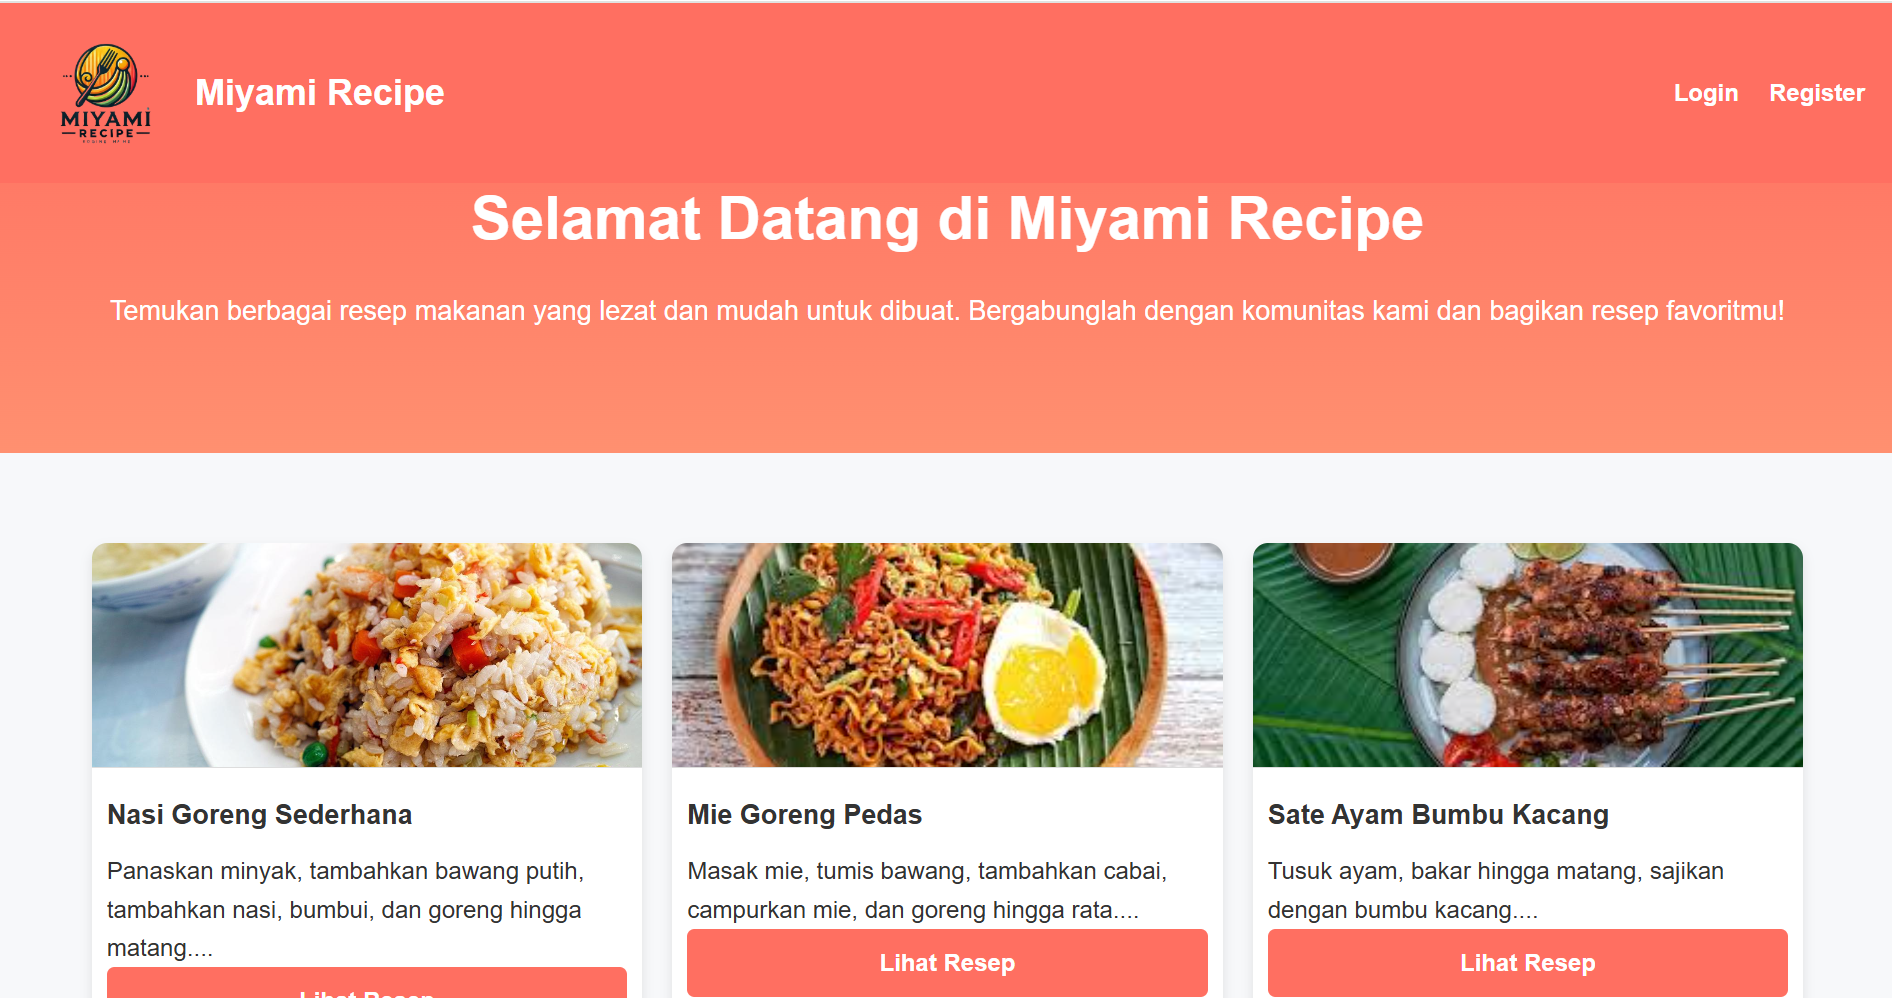 MIYAMI
RECIPE
Miyami Recipe
Login Register
Selamat Datang di Miyami Recipe
Temukan berbagai resep makanan yang lezat dan mudah untuk dibuat. Bergabunglah dengan komunitas kami dan bagikan resep favoritmu!
Nasi Goreng Sederhana
Panaskan minyak, tambahkan bawang putih,
tambahkan nasi, bumbui, dan goreng hingga
matang....
Lihat Resep
Mie Goreng Pedas
Masak mie, tumis bawang, tambahkan cabai,
campurkan mie, dan goreng hingga rata....
Lihat Resep
Sate Ayam Bumbu Kacang
Tusuk ayam, bakar hingga matang, sajikan
dengan bumbu kacang....
Lihat Resep